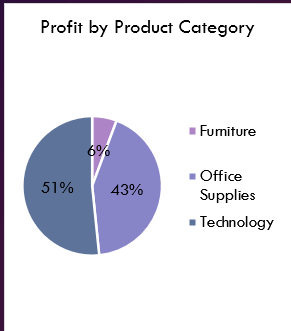 Profit by Product Category
6%
51%
43%
Furniture
Office
Supplies
Technology